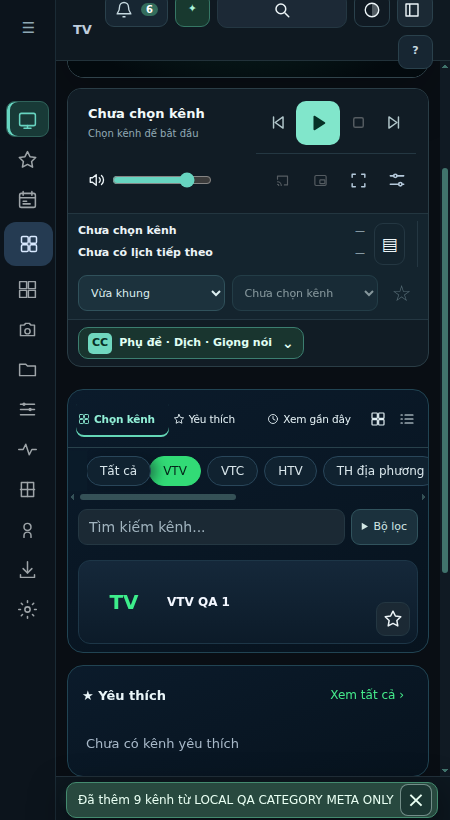 TV
6
?
Chưa chọn kênh
Chọn kênh để bắt đầu
Chưa chọn kênh —
Chưa có lịch tiếp theo —
Vừa khung
Chưa chọn kênh
CC Phụ đề · Dịch · Giọng nói
Chọn kênh Yêu thích Xem gần đây
Tất cả VTV VTC HTV TH địa phương
Tìm kiếm kênh...
Bộ lọc
TV VTV QA 1
★ Yêu thích Xem tất cả ›
Chưa có kênh yêu thích
Đã thêm 9 kênh từ LOCAL QA CATEGORY META ONLY